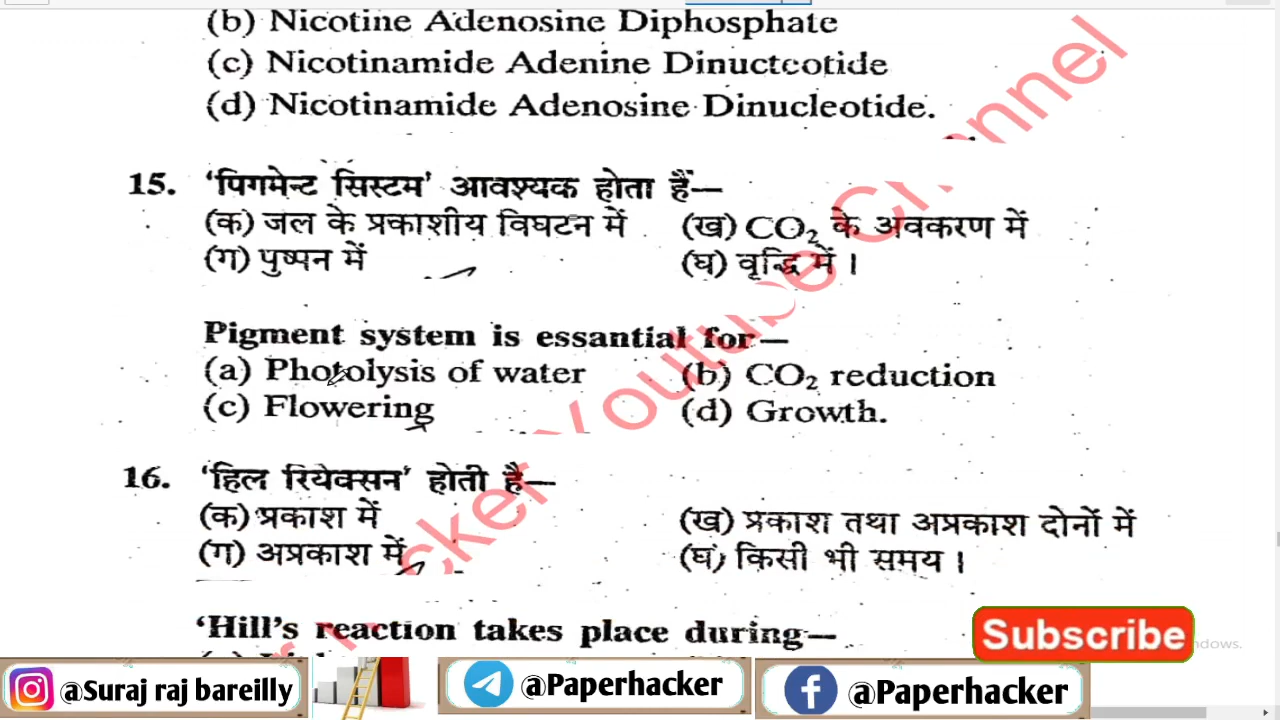 (b) Nicotine Adenosine Diphosphate
(c) Nicotinamide Adenine Dinucteotide
(d) Nicotinamide Adenosine Dinucleotide.
15. 'पिगमेन्ट सिस्टम' आवश्यक होता हैं—
(क) जल के प्रकाशीय विघटन में (ख) CO₂ के अवकरण में
(ग) पुष्पन में (घ) वृद्धि में।
Pigment system is essantial for—
(a) Photolysis of water (b) CO₂ reduction
(c) Flowering (d) Growth.
16. 'हिल रियेक्सन' होती है—
(क) प्रकाश में (ख) प्रकाश तथा अप्रकाश दोनों में
(ग) अप्रकाश में (घ) किसी भी समय।
'Hill's reaction takes place during—
Subscribe
@Suraj raj bareilly
@Paperhacker
@Paperhacker